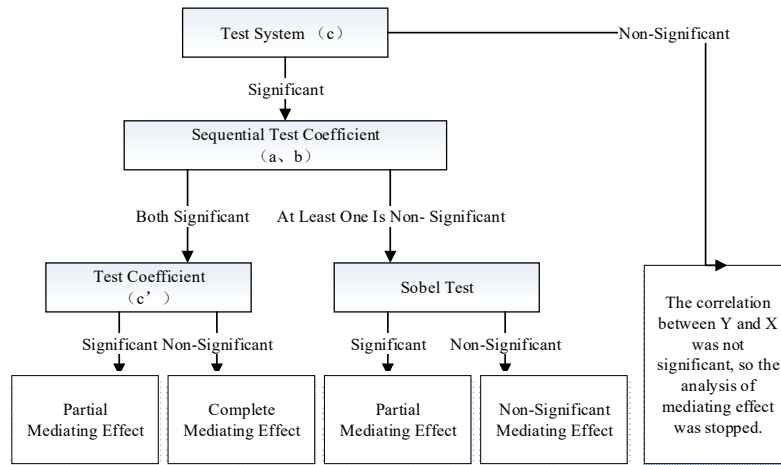 Test System （c）
Non-Significant
Significant
Sequential Test Coefficient
（a、b）
Both Significant
At Least One Is Non- Significant
Test Coefficient
（c’）
Sobel Test
The correlation
between Y and X
was not
significant, so the
analysis of
mediating effect
was stopped.
Significant
Non-Significant
Significant
Non-Significant
Partial
Mediating Effect
Complete
Mediating Effect
Partial
Mediating Effect
Non-Significant
Mediating Effect